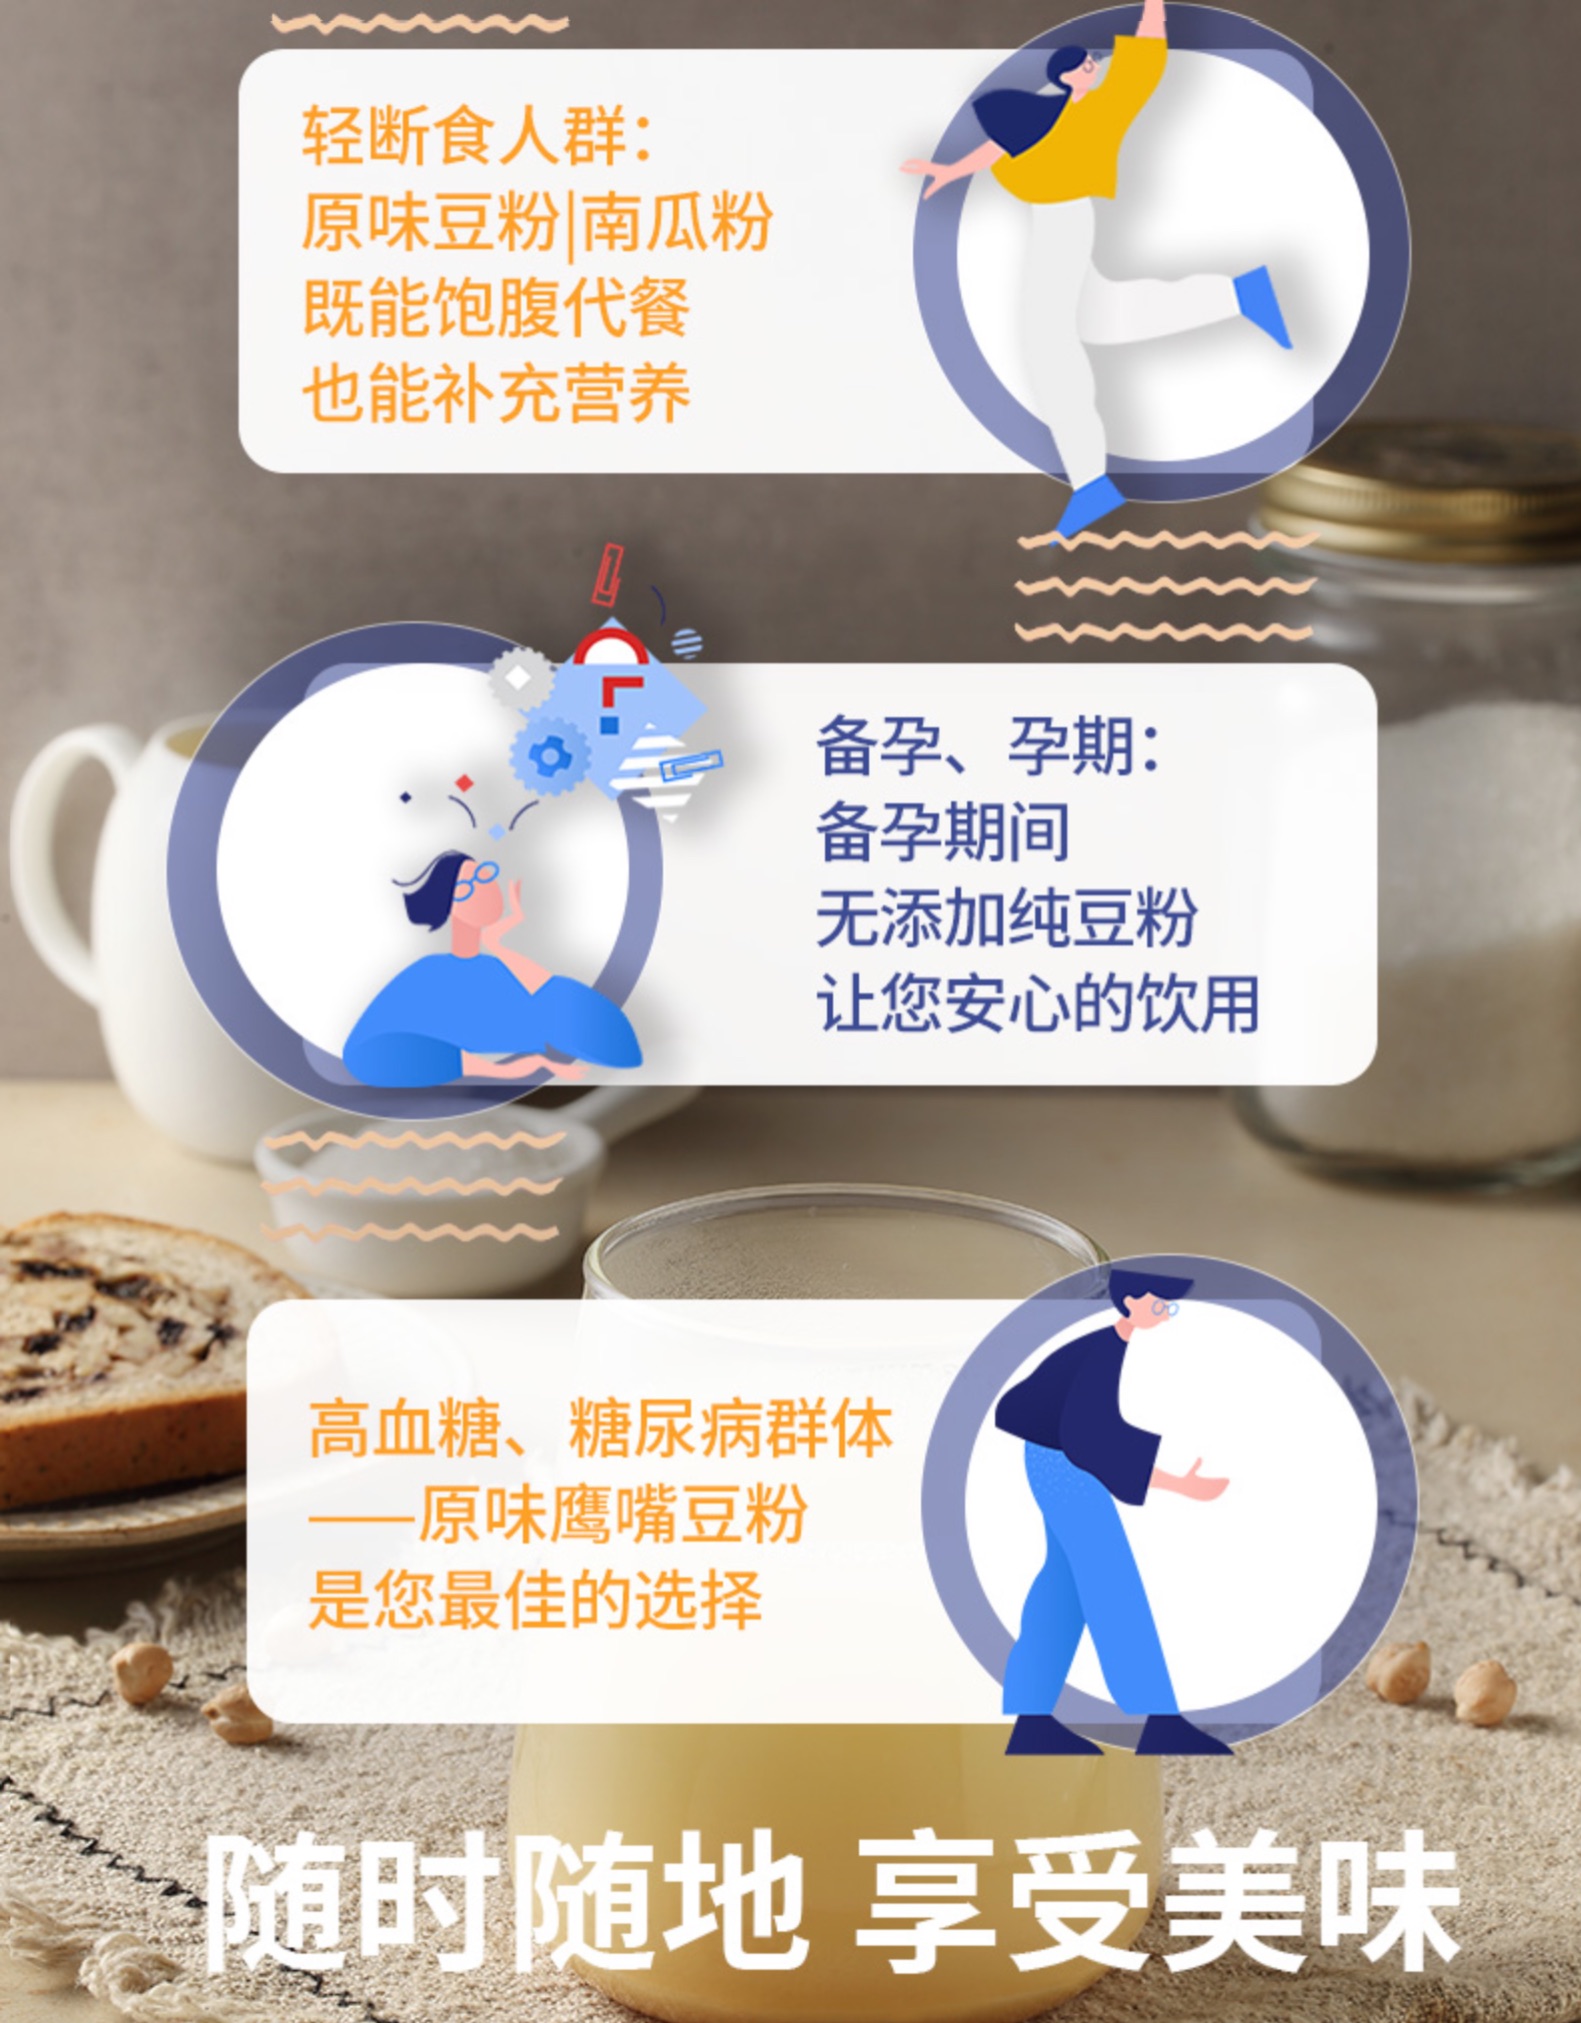 轻断食人群：
原味豆粉|南瓜粉
既能饱腹代餐
也能补充营养
备孕、孕期：
备孕期间
无添加纯豆粉
让您安心的饮用
高血糖、糖尿病群体
——原味鹰嘴豆粉
是您最佳的选择
随时随地 享受美味